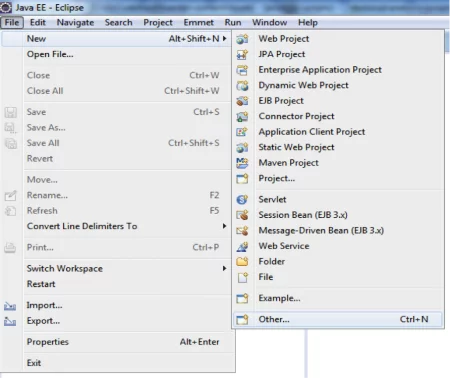 Java EE - Eclipse
File Edit Navigate Search Project Emmet Run Window Help
New Alt+Shift+N
Open File...
Close Ctrl+W
Close All Ctrl+Shift+W
Save Ctrl+S
Save As...
Save All Ctrl+Shift+S
Revert
Move...
Rename... F2
Refresh F5
Convert Line Delimiters To
Print... Ctrl+P
Switch Workspace
Restart
Import...
Export...
Properties Alt+Enter
Exit
Web Project
JPA Project
Enterprise Application Project
Dynamic Web Project
EJB Project
Connector Project
Application Client Project
Static Web Project
Maven Project
Project...
Servlet
Session Bean (EJB 3.x)
Message-Driven Bean (EJB 3.x)
Web Service
Folder
File
Example...
Other... Ctrl+N